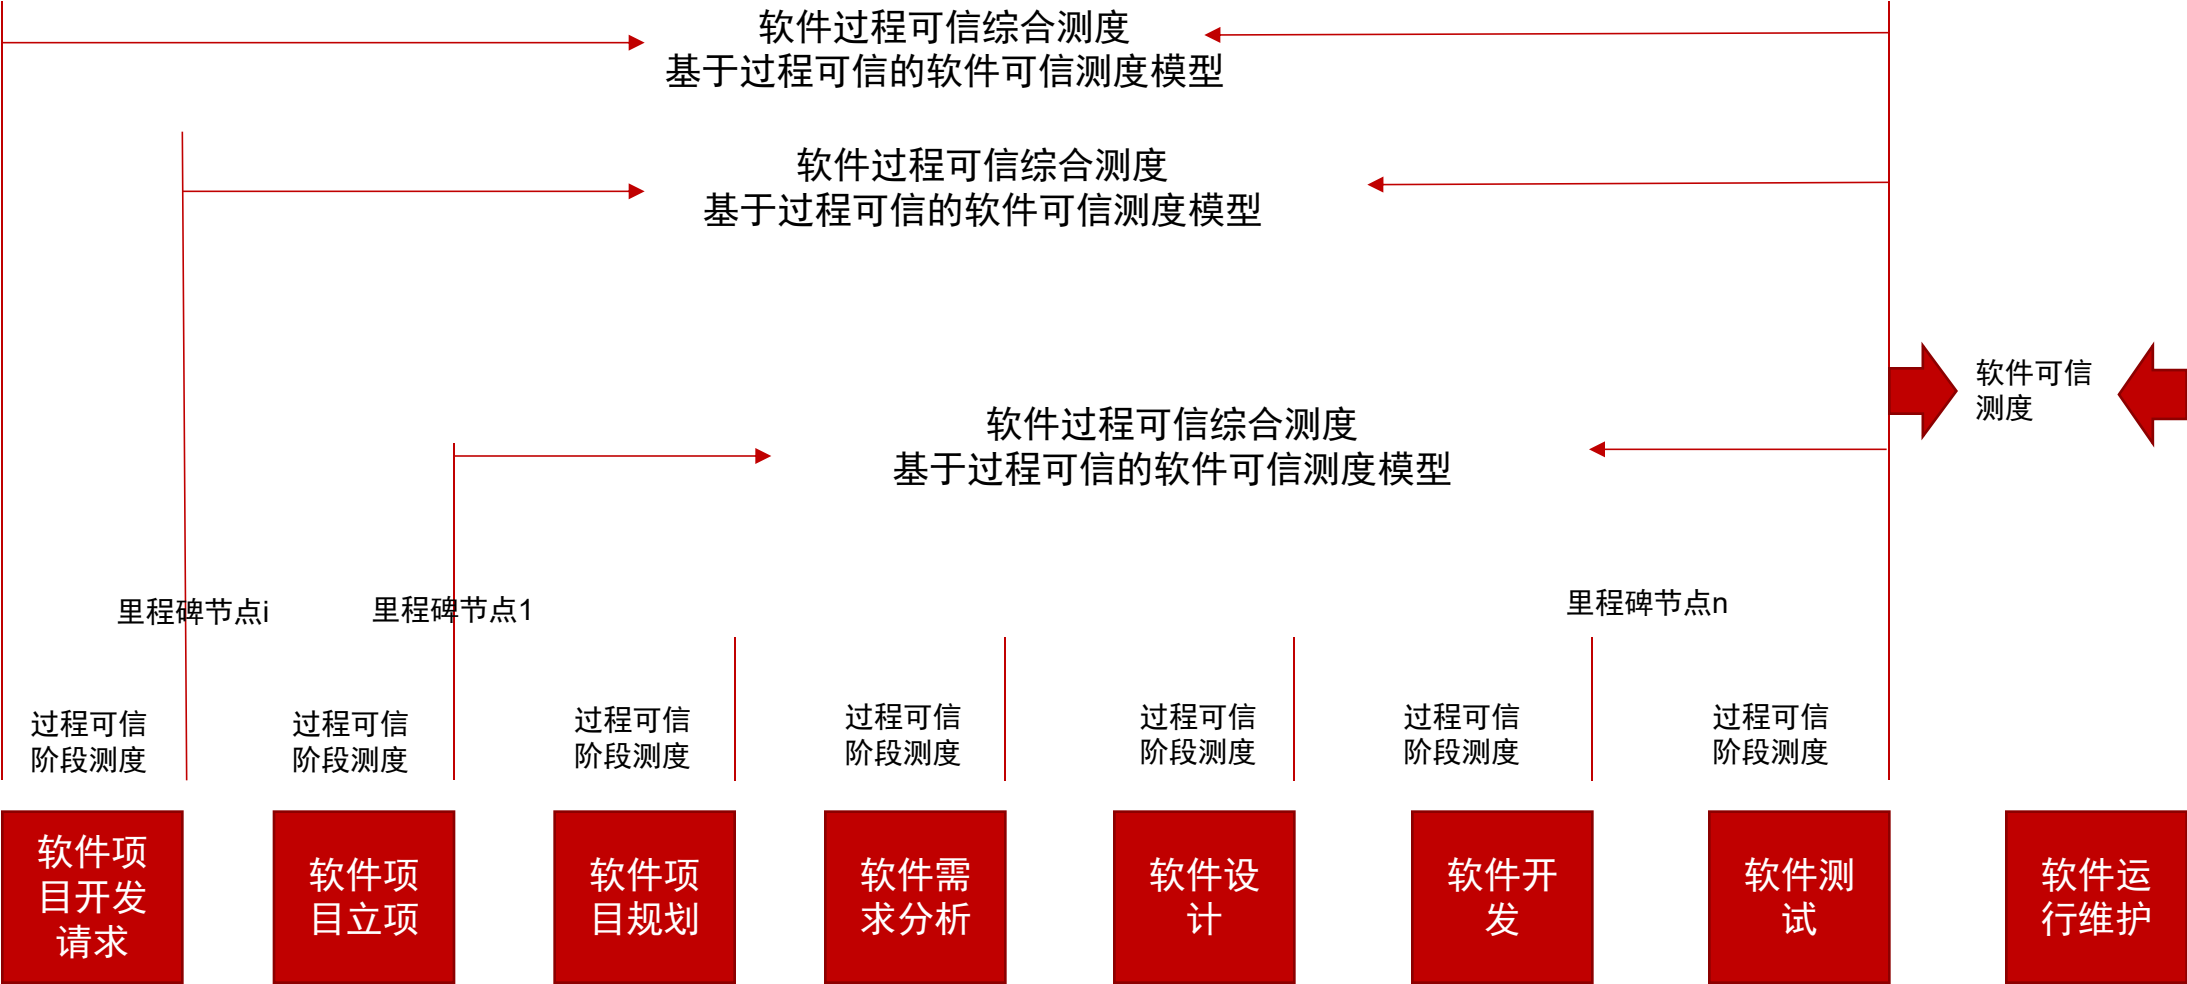 软件过程可信综合测度
基于过程可信的软件可信测度模型
软件过程可信综合测度
基于过程可信的软件可信测度模型
软件可信
测度
软件过程可信综合测度
基于过程可信的软件可信测度模型
里程碑节点i
里程碑节点1
里程碑节点n
过程可信
阶段测度
过程可信
阶段测度
过程可信
阶段测度
过程可信
阶段测度
过程可信
阶段测度
过程可信
阶段测度
过程可信
阶段测度
软件项
目开发
请求
软件项
目立项
软件项
目规划
软件需
求分析
软件设
计
软件开
发
软件测
试
软件运
行维护